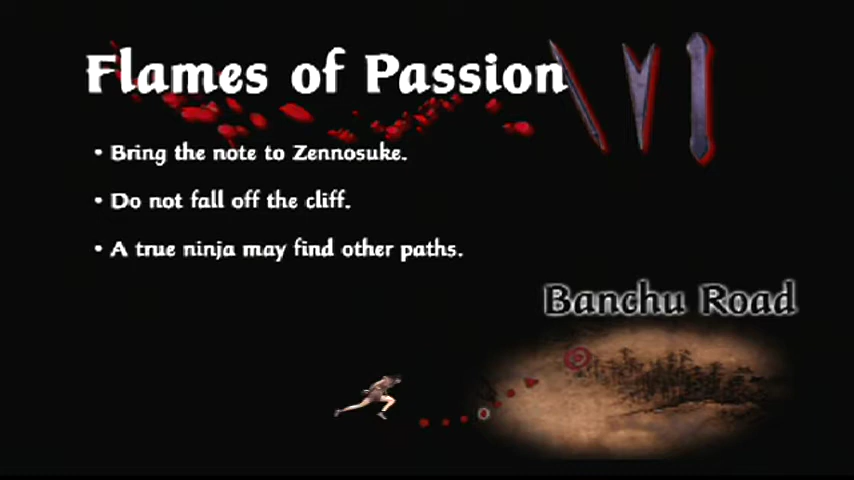 Flames of Passion
• Bring the note to Zennosuke.
• Do not fall off the cliff.
• A true ninja may find other paths.
Banchu Road